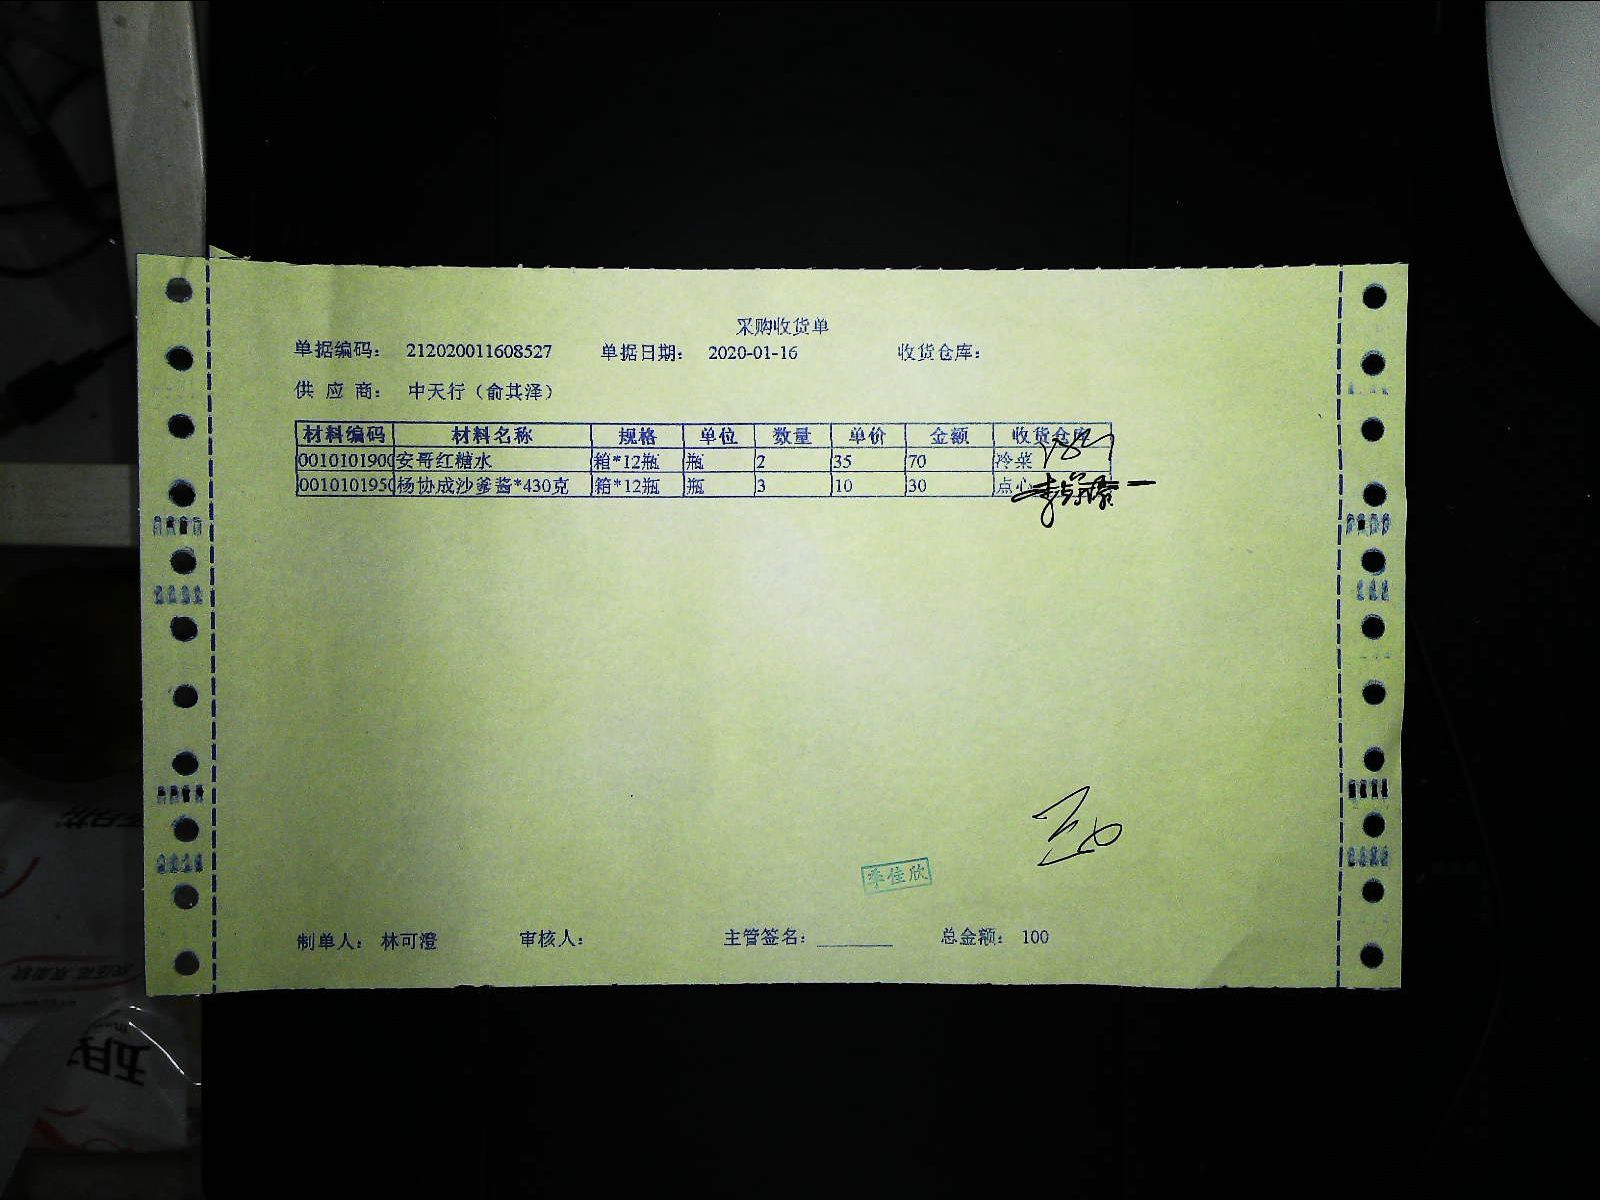 采购收货单
单据编码： 212020011608527 单据日期： 2020-01-16 收货仓库：
供 应 商： 中天行（俞其泽）
材料编码 材料名称 规格 单位 数量 单价 金额 收货仓库
0010101900 安哥红糖水 箱*12瓶 瓶 2 35 70 冷菜
0010101950 杨协成沙爹酱*430克 箱*12瓶 瓶 3 10 30 点心
季佳欣
制单人： 林可澄 审核人： 主管签名： 总金额： 100